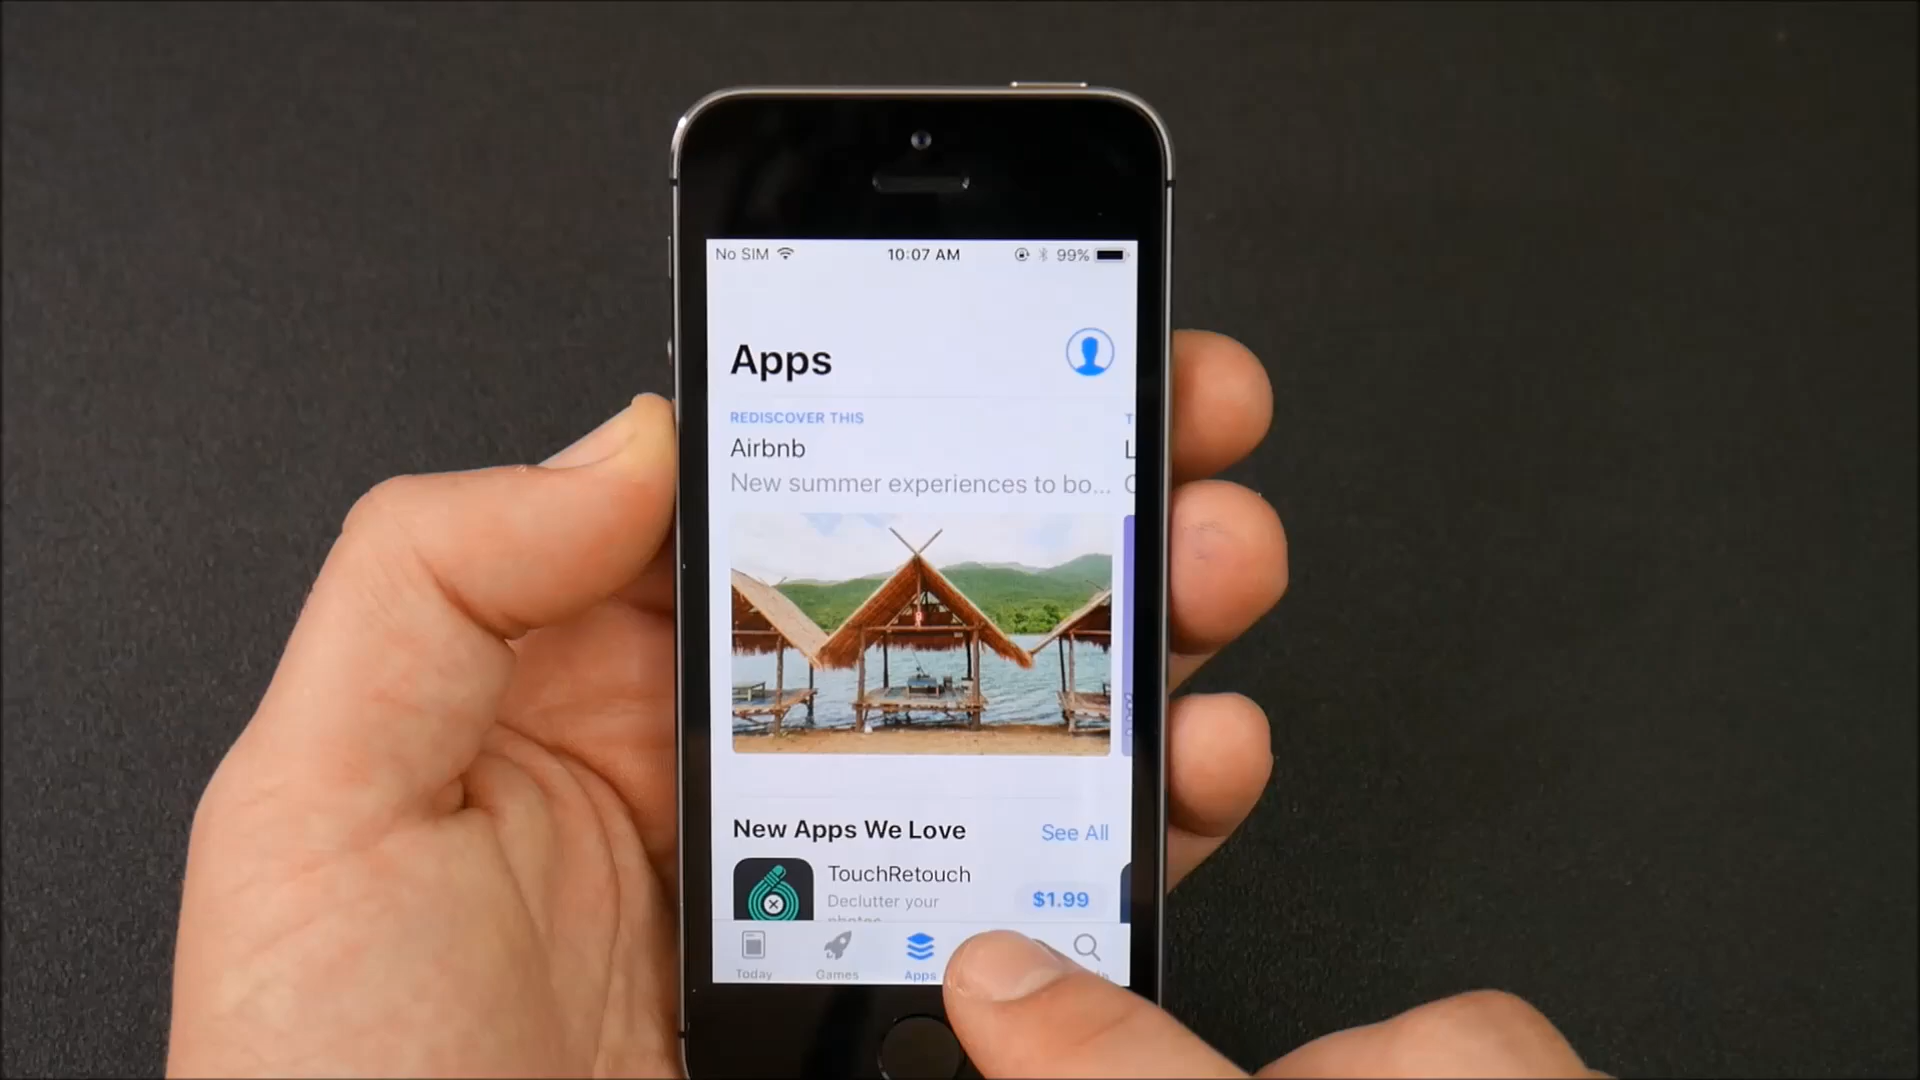 No SIM 10:07 AM 99%
Apps
REDISCOVER THIS
Airbnb
New summer experiences to bo...
New Apps We Love See All
TouchRetouch
Declutter your
$1.99
Today Games Apps